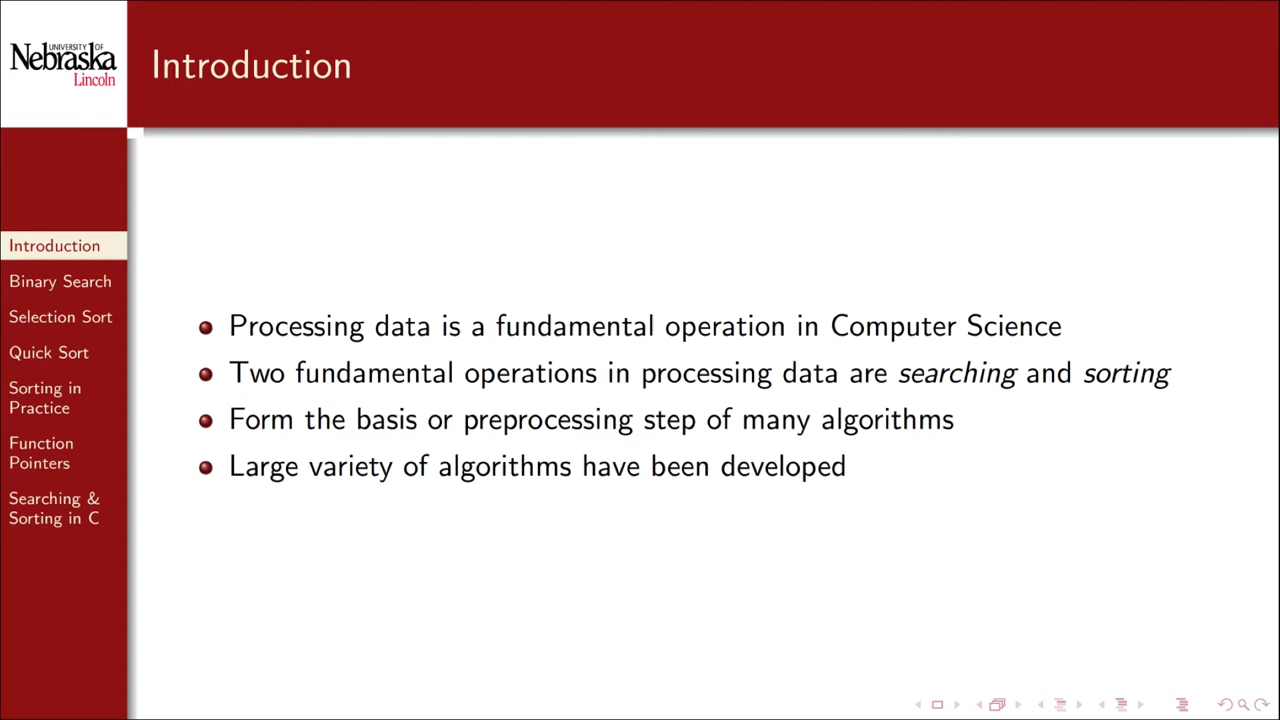 UNIVERSITY OF
Nebraska
Lincoln
Introduction
Introduction
Binary Search
Selection Sort
Quick Sort
Sorting in
Practice
Function
Pointers
Searching &
Sorting in C
Processing data is a fundamental operation in Computer Science
Two fundamental operations in processing data are searching and sorting
Form the basis or preprocessing step of many algorithms
Large variety of algorithms have been developed